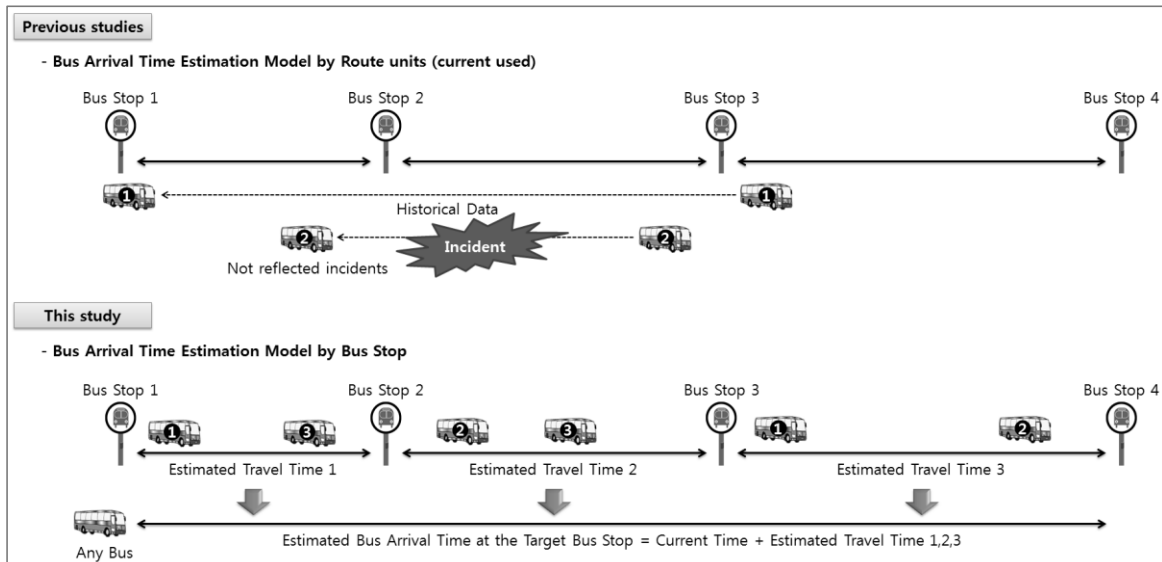 Previous studies
- Bus Arrival Time Estimation Model by Route units (current used)
Bus Stop 1
Bus Stop 2
Bus Stop 3
Bus Stop 4
1
1
Historical Data
2
Incident
2
Not reflected incidents
This study
- Bus Arrival Time Estimation Model by Bus Stop
Bus Stop 1
Bus Stop 2
Bus Stop 3
Bus Stop 4
1
3
2
3
1
2
Estimated Travel Time 1
Estimated Travel Time 2
Estimated Travel Time 3
Estimated Bus Arrival Time at the Target Bus Stop = Current Time + Estimated Travel Time 1,2,3
Any Bus